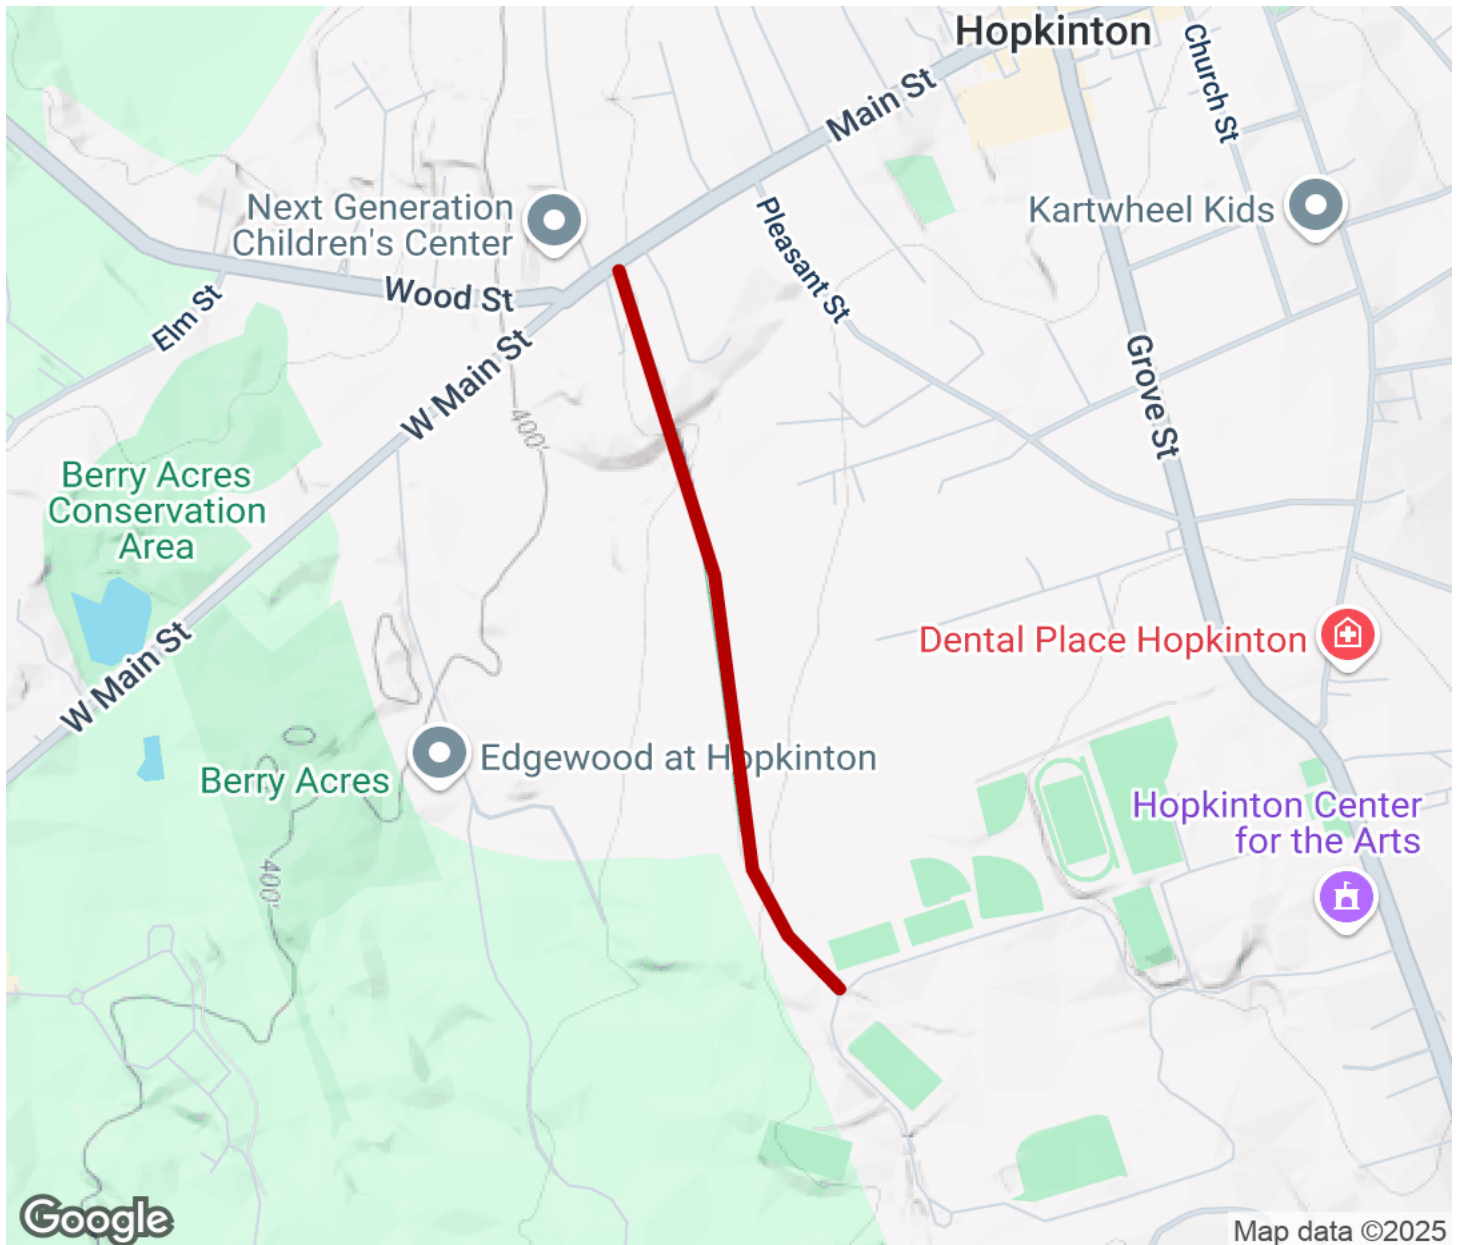 Hopkinton
Church St
Main St
Next Generation
Children's Center
Kartwheel Kids
Pleasant St
Wood St
Elm St
W Main St
Grove St
400'
Berry Acres
Conservation
Area
W Main St
Dental Place Hopkinton
Edgewood at Hopkinton
Berry Acres
Hopkinton Center
for the Arts
400'
Google
Map data ©2025